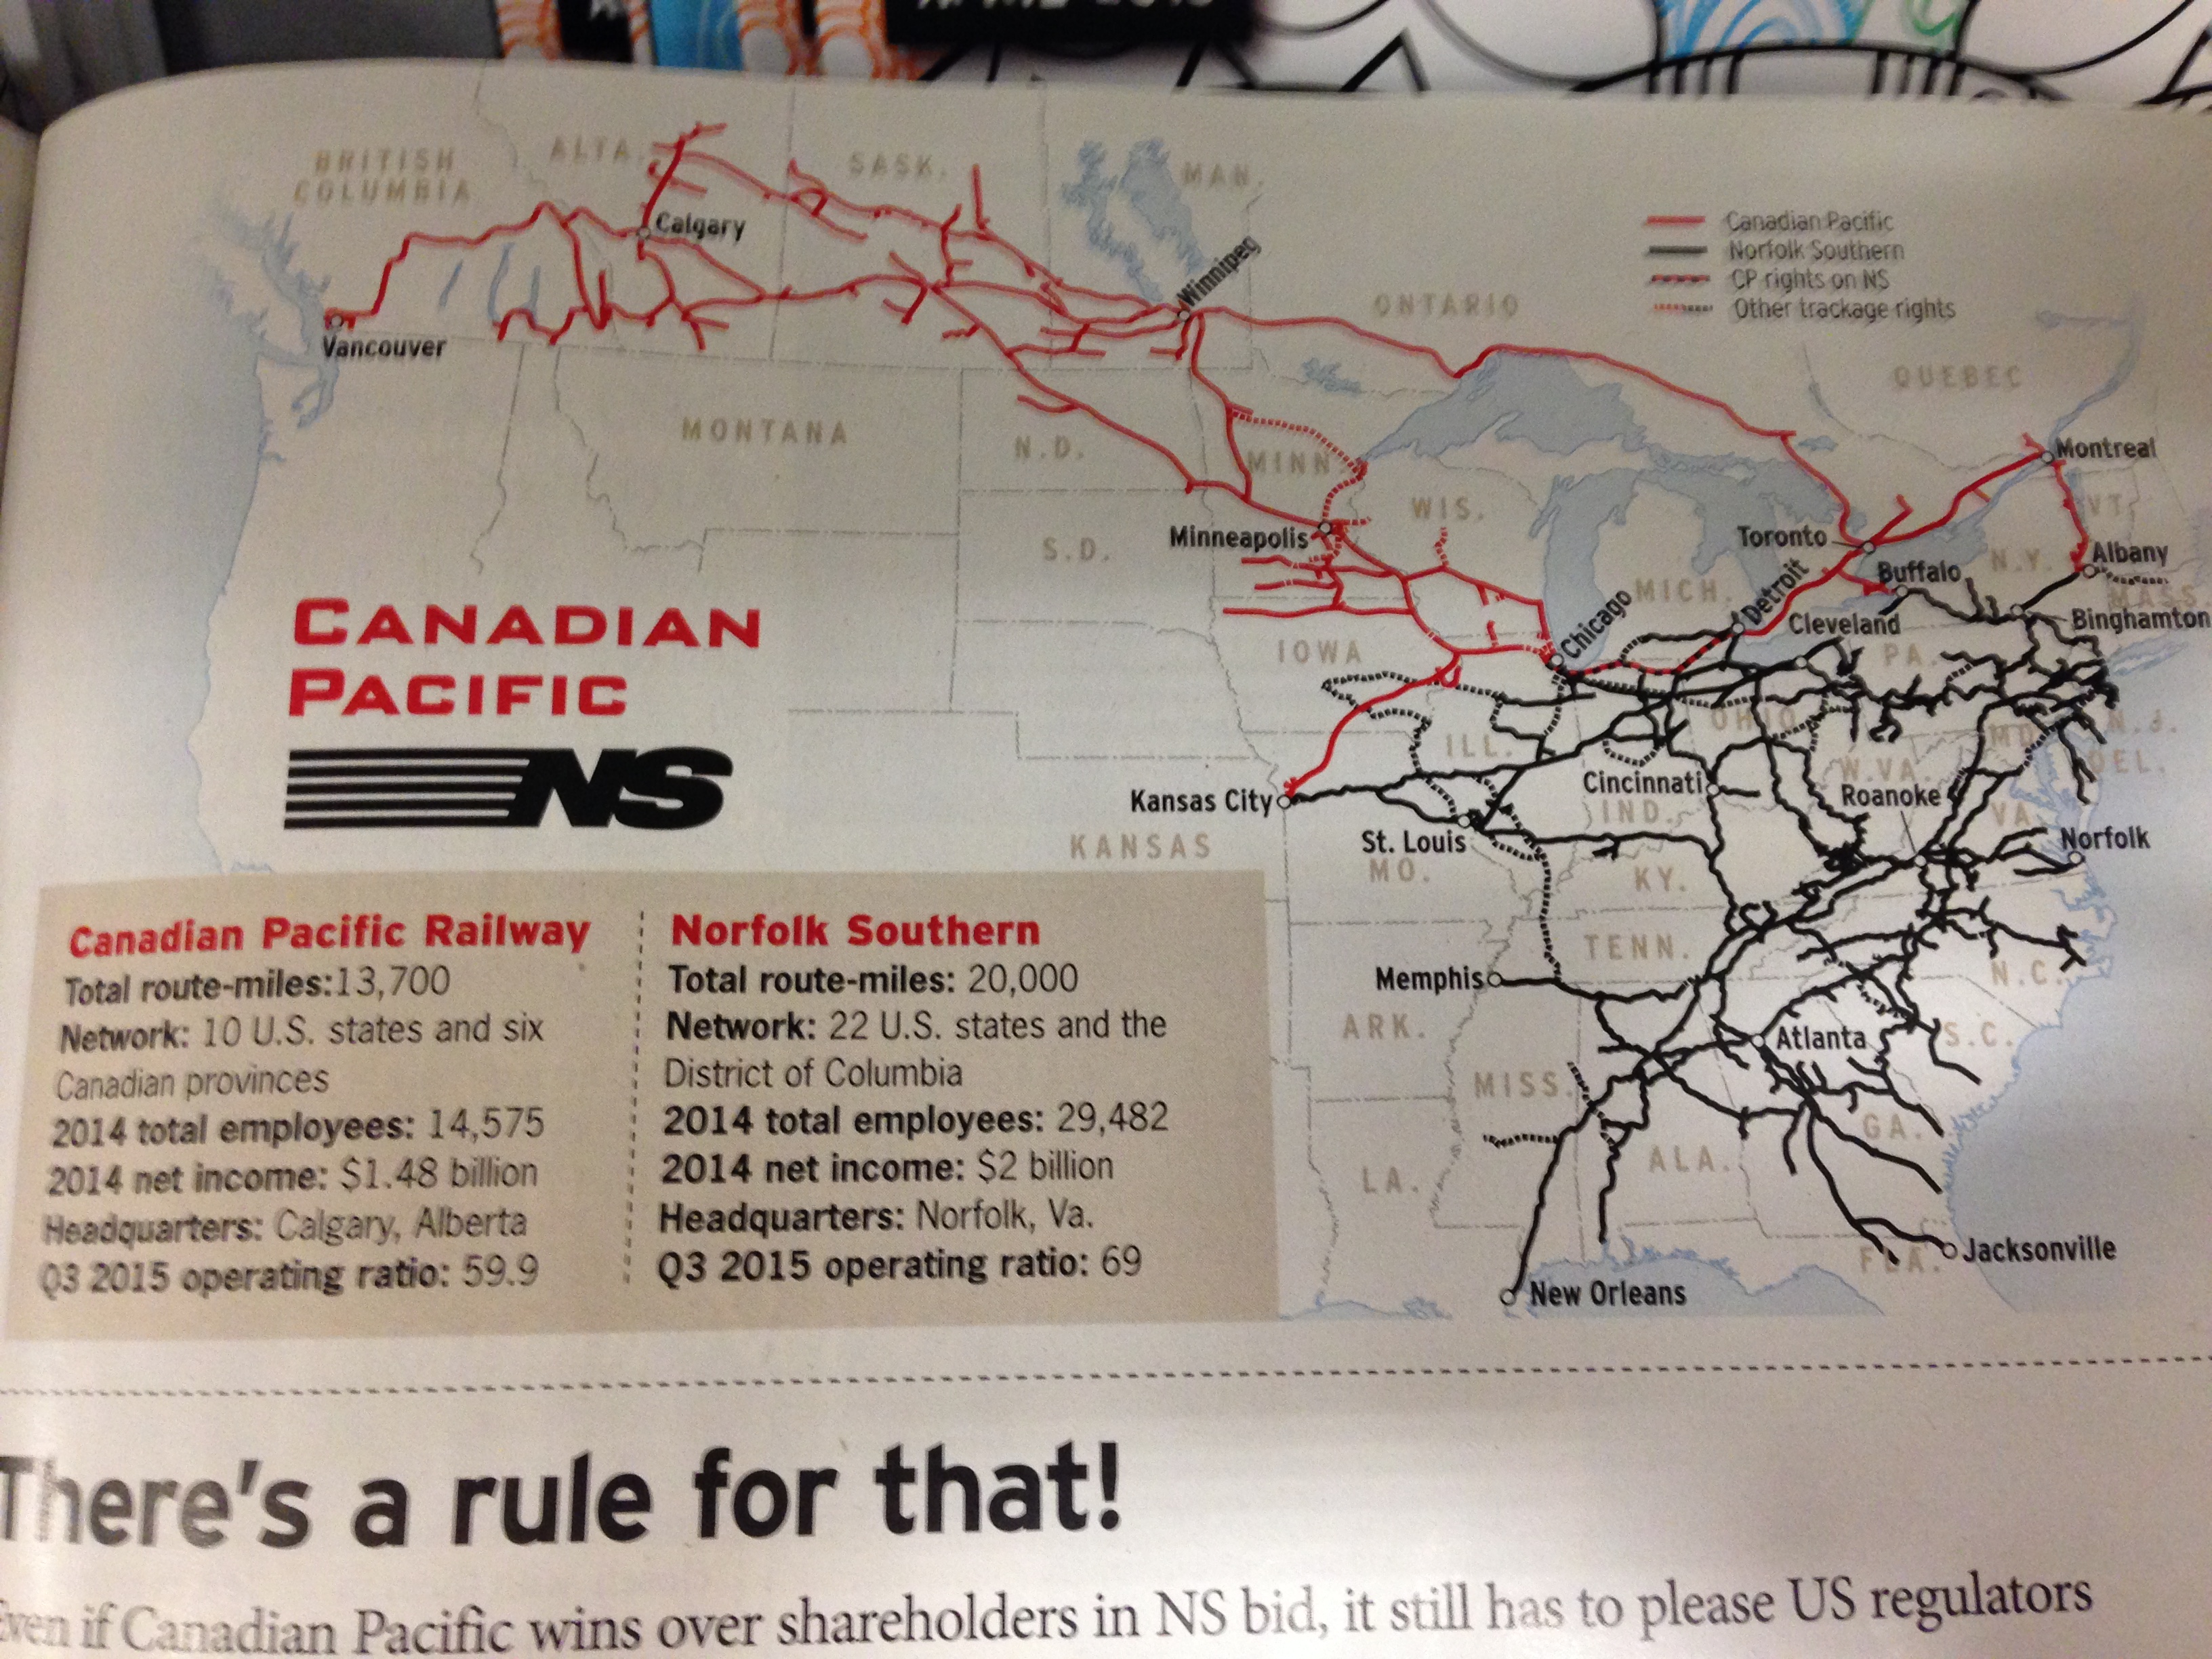 BRITISH
COLUMBIA
ALTA.
SASK.
MAN.
Calgary
Winnipeg
Vancouver
ONTARIO
Canadian Pacific
Norfolk Southern
CP rights on NS
Other trackage rights
QUEBEC
MONTANA
N.D.
MINN.
Montreal
WIS.
VT.
Minneapolis
S.D.
Toronto
N.Y.
Albany
Buffalo
MICH.
Detroit
MASS.
Chicago
Cleveland
Binghamton
CANADIAN
PACIFIC
NS
IOWA
PA.
OHIO
N.J.
MD.
DEL.
ILL.
Cincinnati
W.VA.
Kansas City
IND.
Roanoke
VA.
St. Louis
Norfolk
KANSAS
MO.
KY.
TENN.
Memphis
N.C.
ARK.
Atlanta
S.C.
MISS.
GA.
ALA.
LA.
FLA.
Jacksonville
New Orleans
Canadian Pacific Railway
Total route-miles:13,700
Network: 10 U.S. states and six
Canadian provinces
2014 total employees: 14,575
2014 net income: $1.48 billion
Headquarters: Calgary, Alberta
Q3 2015 operating ratio: 59.9
Norfolk Southern
Total route-miles: 20,000
Network: 22 U.S. states and the
District of Columbia
2014 total employees: 29,482
2014 net income: $2 billion
Headquarters: Norfolk, Va.
Q3 2015 operating ratio: 69
There's a rule for that!
Even if Canadian Pacific wins over shareholders in NS bid, it still has to please US regulators